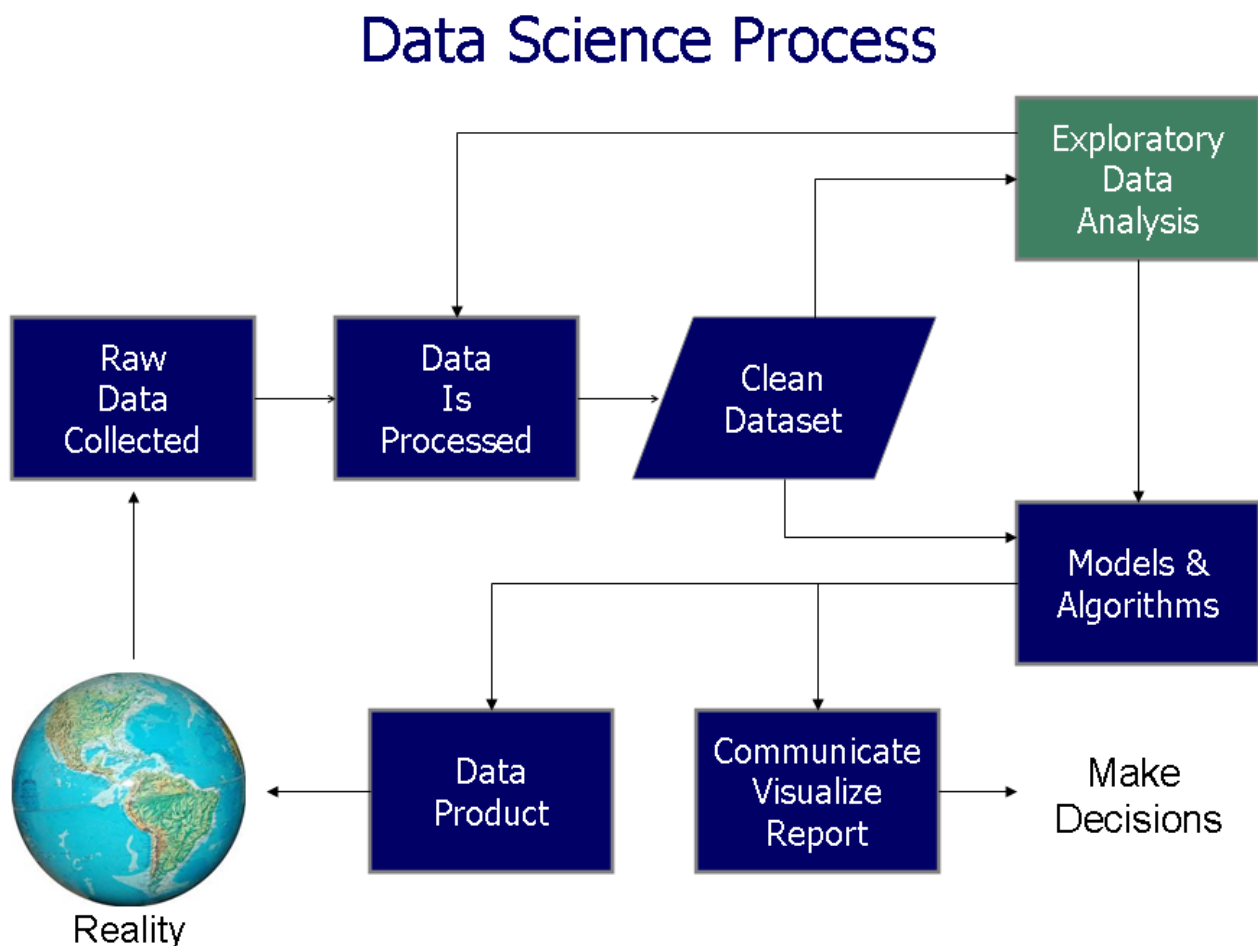 Data Science Process
Exploratory
Data
Analysis
Raw
Data
Collected
Data
Is
Processed
Clean
Dataset
Models &
Algorithms
Data
Product
Communicate
Visualize
Report
Make
Decisions
Reality